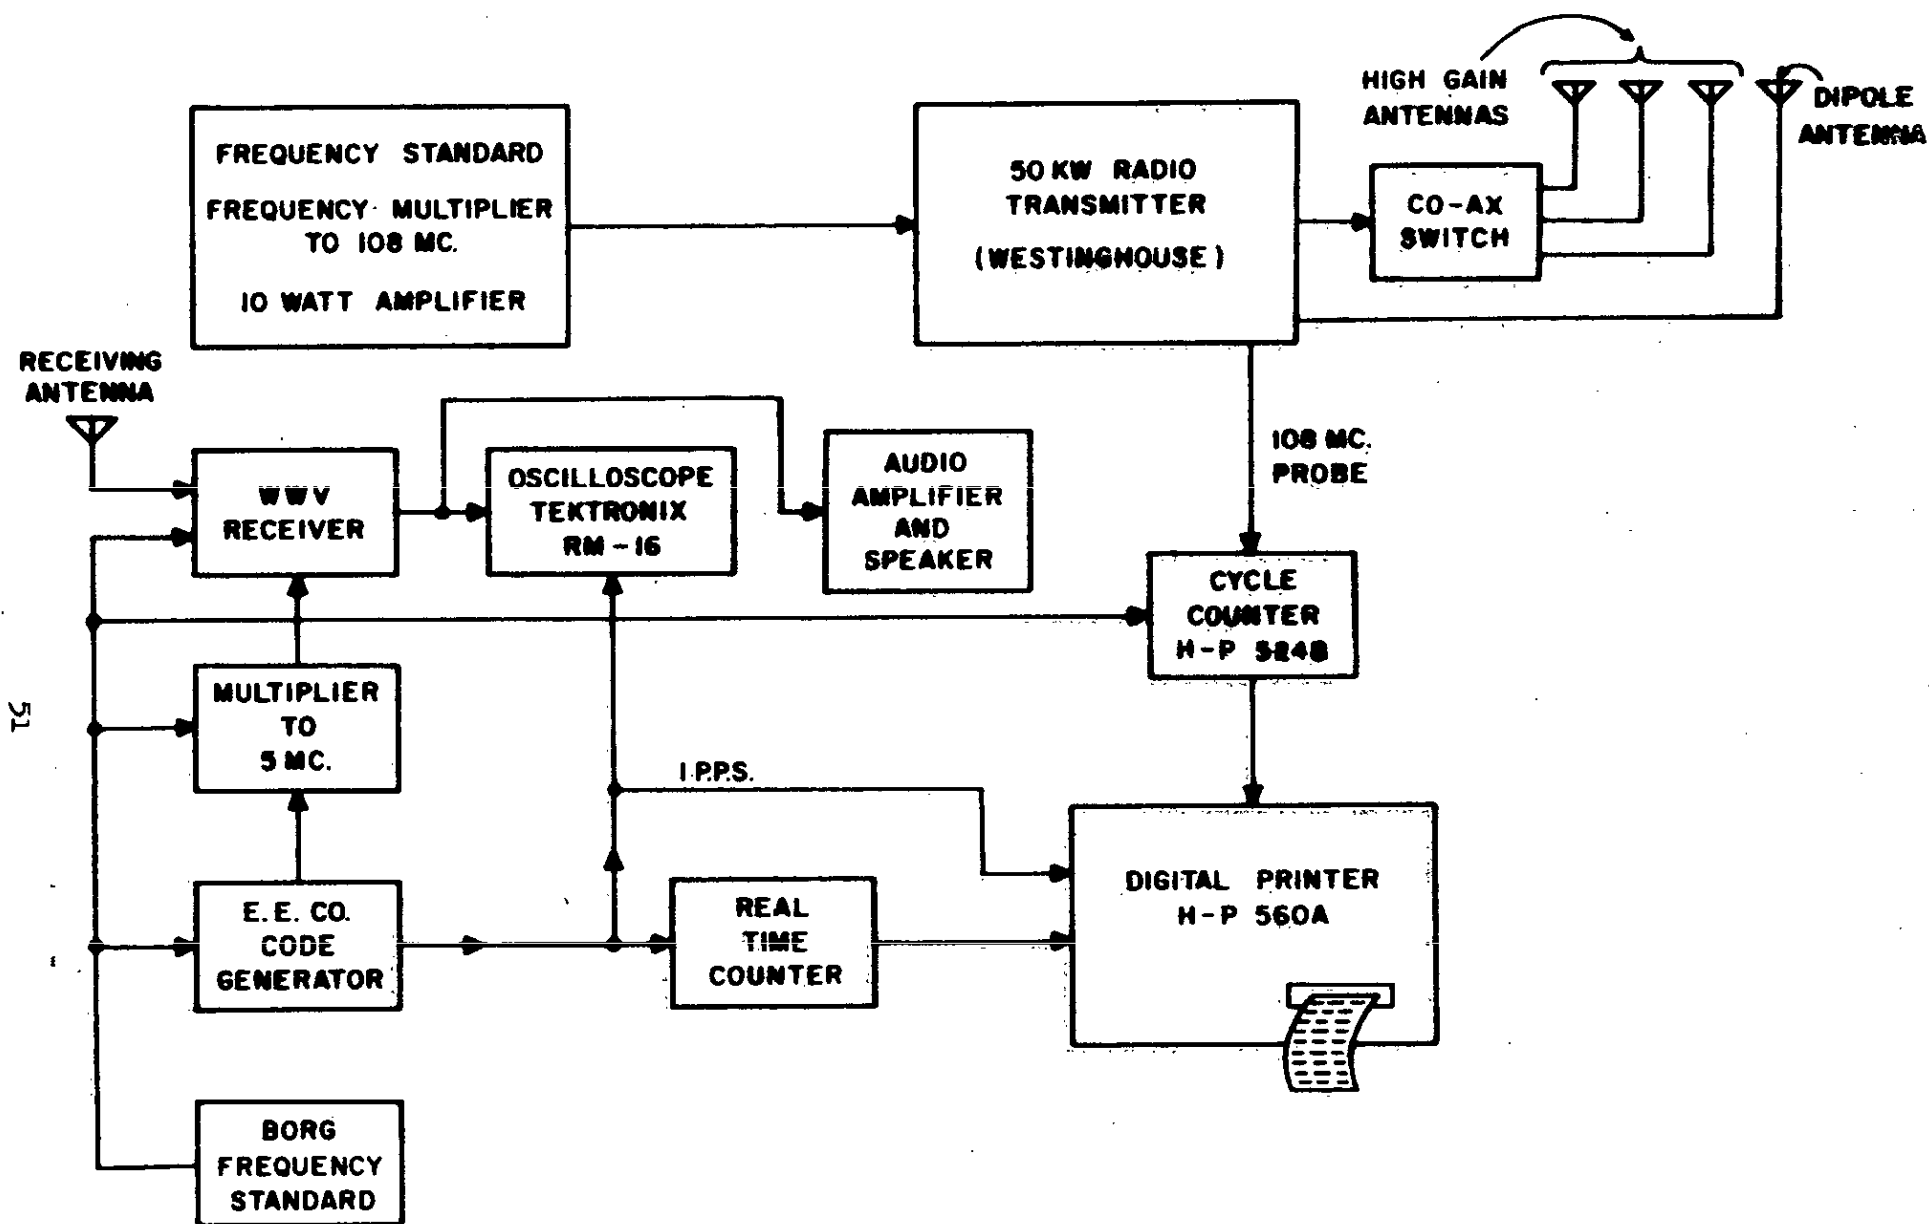 HIGH GAIN
ANTENNAS
DIPOLE
ANTENNA
FREQUENCY STANDARD
FREQUENCY MULTIPLIER
TO 108 MC.
10 WATT AMPLIFIER
50 KW RADIO
TRANSMITTER
(WESTINGHOUSE)
CO-AX
SWITCH
RECEIVING
ANTENNA
WWV
RECEIVER
OSCILLOSCOPE
TEKTRONIX
RM-16
AUDIO
AMPLIFIER
AND
SPEAKER
108 MC.
PROBE
CYCLE
COUNTER
H-P 524B
MULTIPLIER
TO
5 MC.
51
1 P.P.S.
DIGITAL PRINTER
H-P 560A
E.E. CO.
CODE
GENERATOR
REAL
TIME
COUNTER
BORG
FREQUENCY
STANDARD